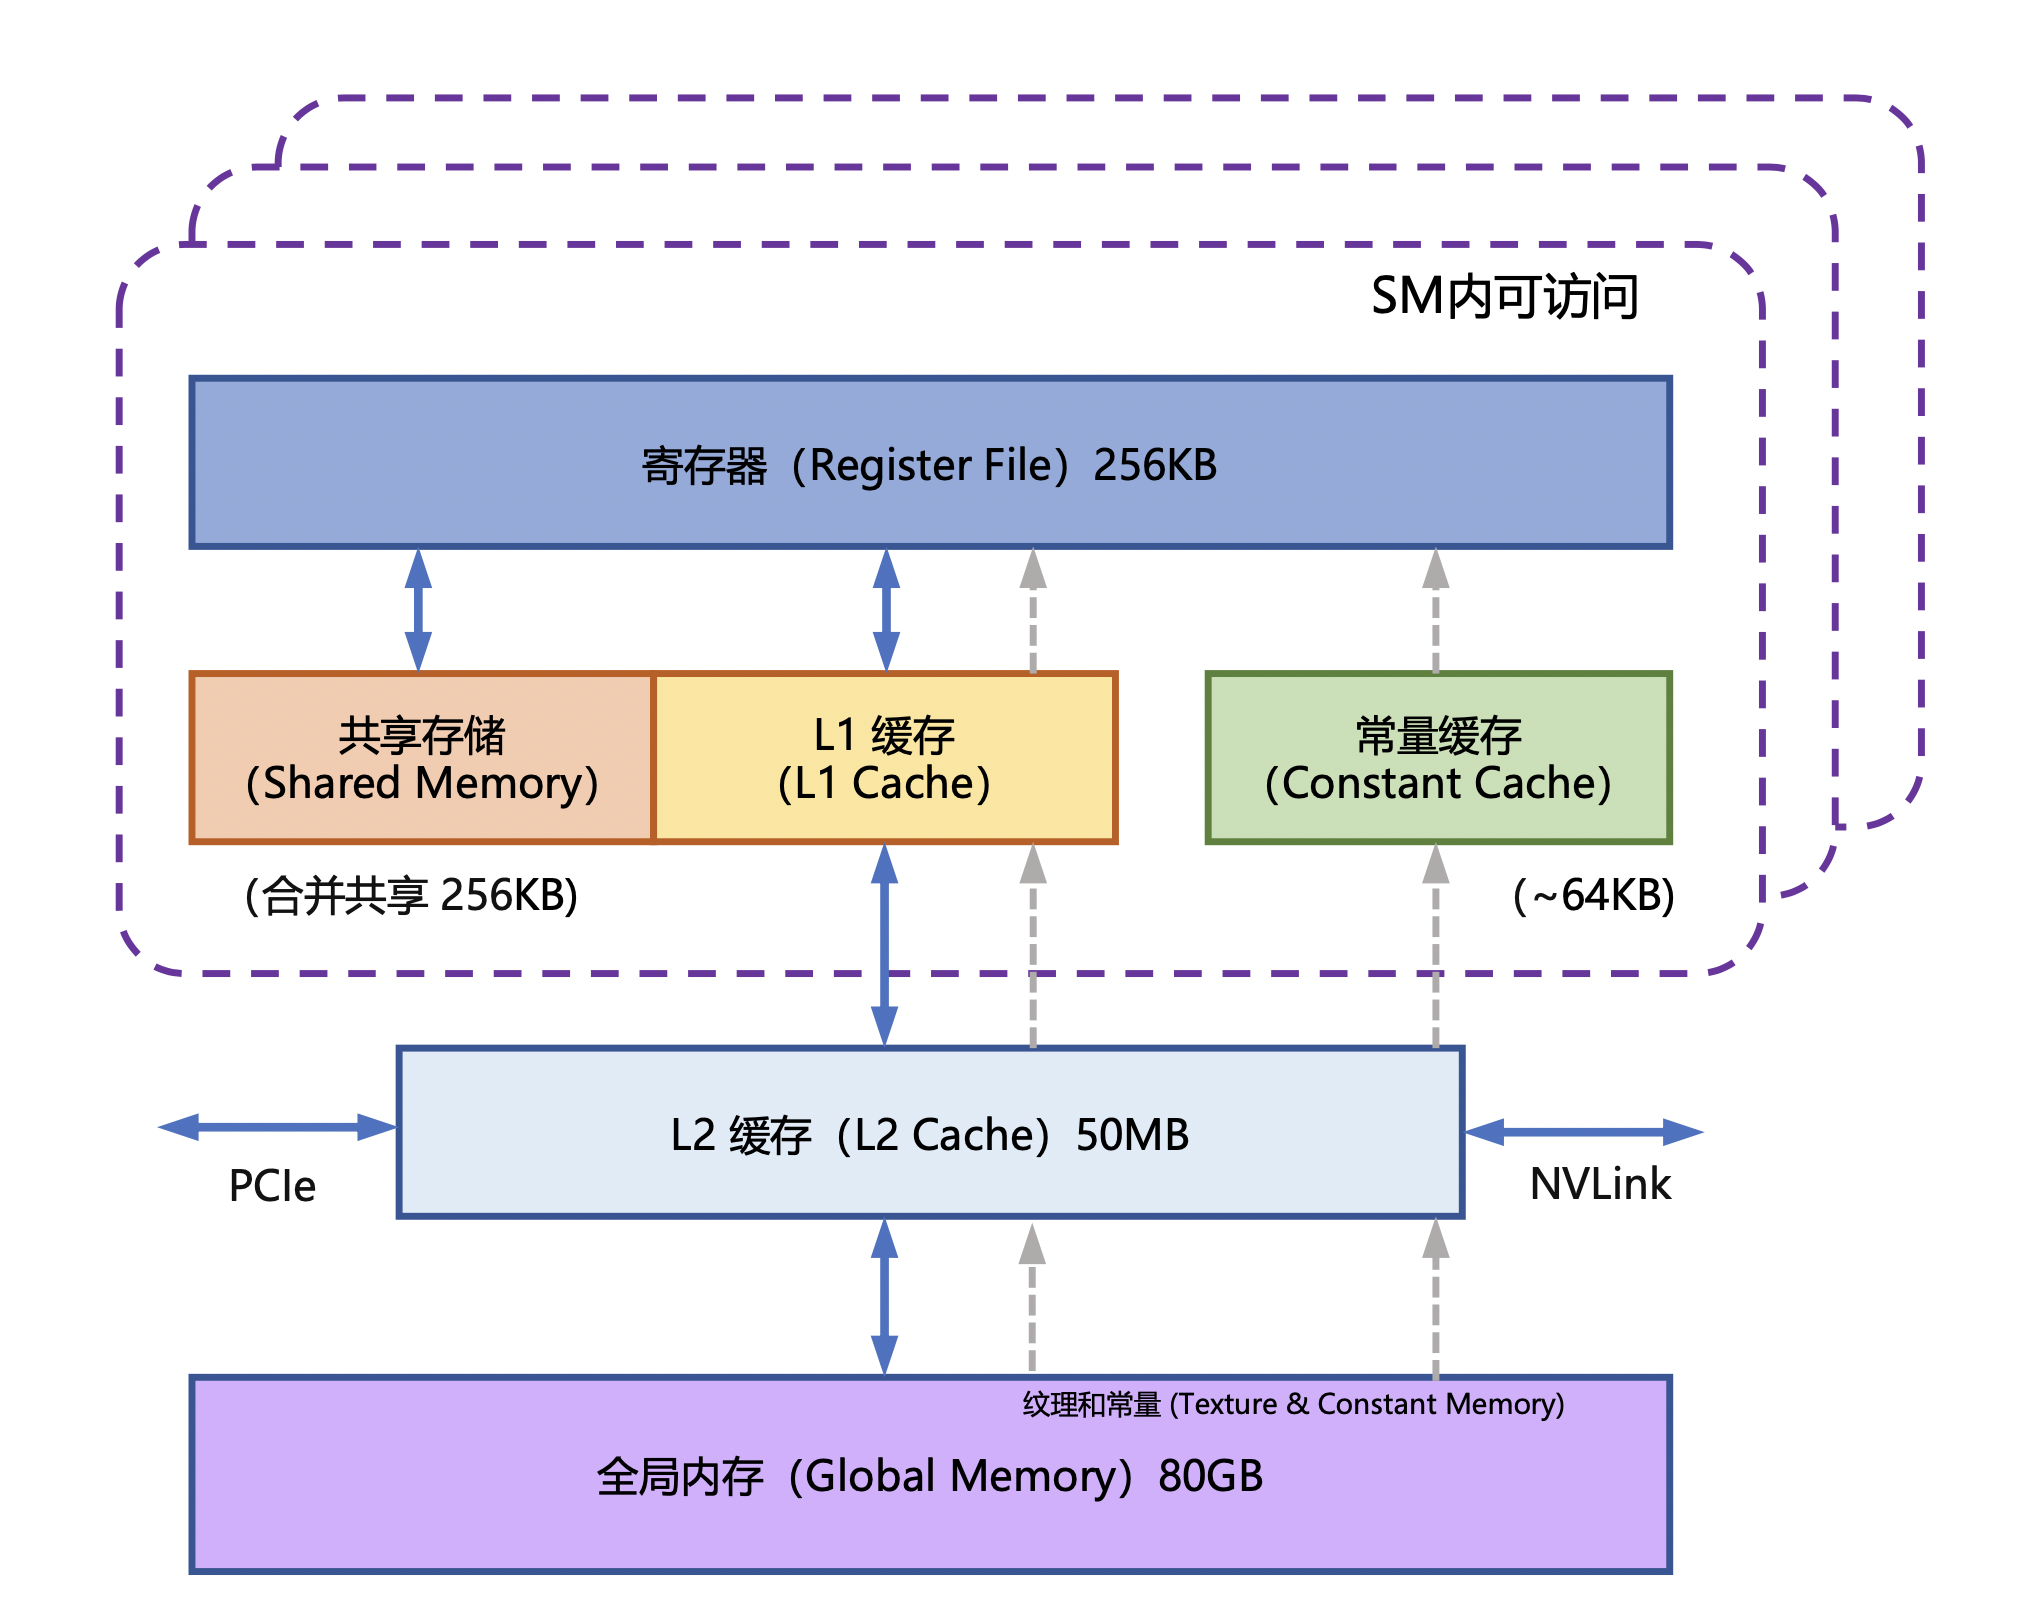 SM内可访问
寄存器（Register File）256KB
共享存储
（Shared Memory）
L1 缓存
（L1 Cache）
常量缓存
（Constant Cache）
(合并共享 256KB)
(~64KB)
L2 缓存（L2 Cache）50MB
PCIe
NVLink
纹理和常量 (Texture & Constant Memory)
全局内存（Global Memory）80GB